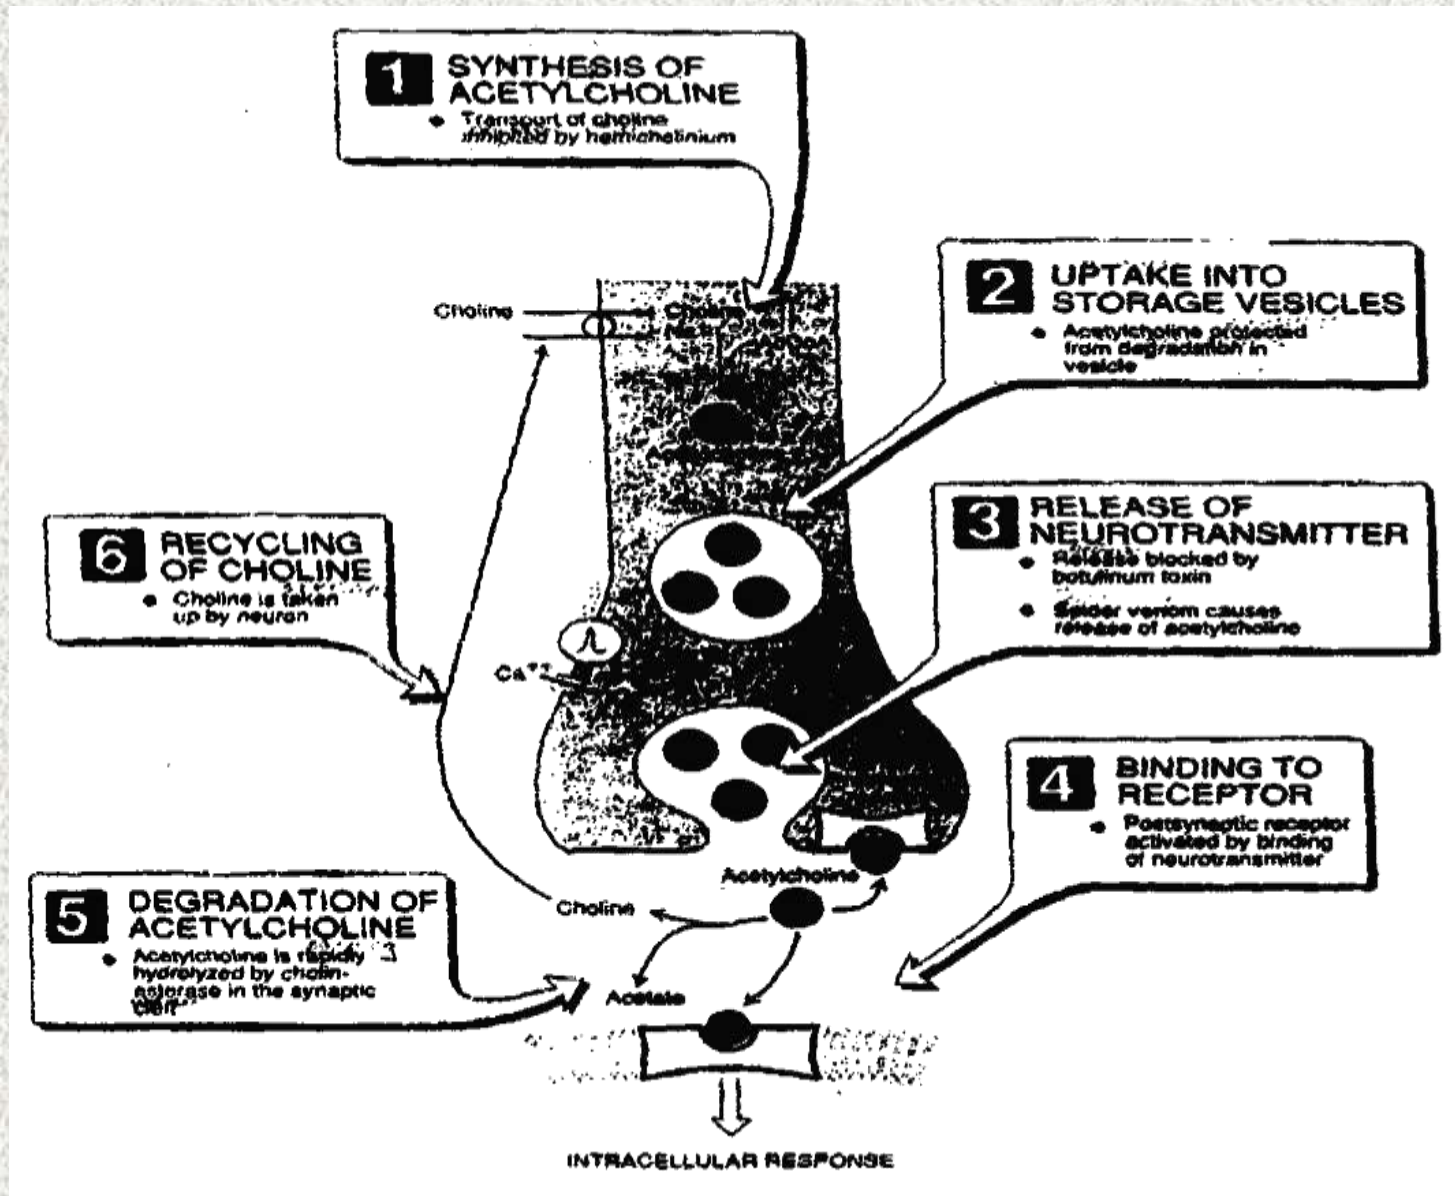 1 SYNTHESIS OF
ACETYLCHOLINE
• Transport of choline
inhibited by hemicholinium
2 UPTAKE INTO
STORAGE VESICLES
• Acetylcholine protected
from degradation in
vesicle
3 RELEASE OF
NEUROTRANSMITTER
• Release blocked by
botulinum toxin
• Spider venom causes
release of acetylcholine
Choline
Choline
AcCoA
6 RECYCLING
OF CHOLINE
• Choline is taken
up by neuron
Ca++
4 BINDING TO
RECEPTOR
• Postsynaptic receptor
activated by binding
of neurotransmitter
Acetylcholine
5 DEGRADATION OF
ACETYLCHOLINE
• Acetylcholine is rapidly
hydrolyzed by cholin-
esterase in the synaptic
cleft
Choline
Acetate
INTRACELLULAR RESPONSE